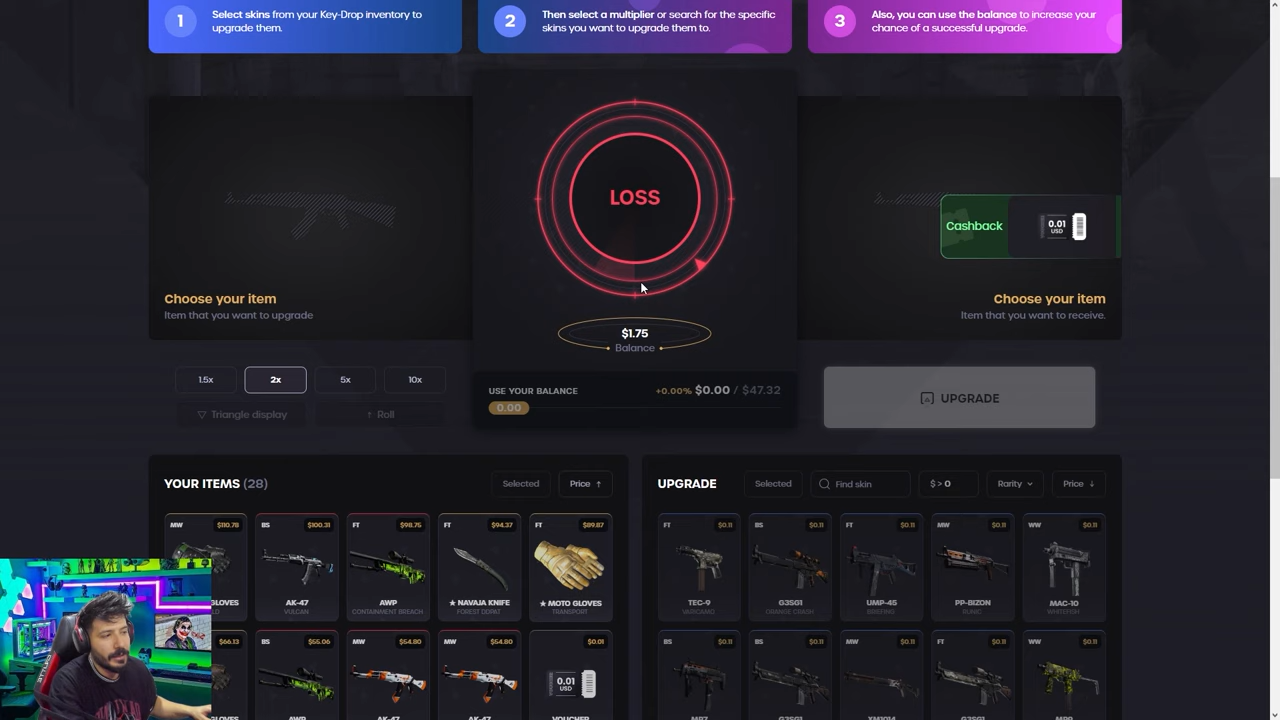 1
Select skins from your Key-Drop inventory to
upgrade them.
2
Then select a multiplier or search for the specific
skins you want to upgrade them to.
3
Also, you can use the balance to increase your
chance of a successful upgrade.
LOSS
Cashback
0.01
USD
Choose your item
Item that you want to upgrade
$1.75
Balance
Choose your item
Item that you want to receive.
1.5x
2x
5x
10x
Triangle display
Roll
USE YOUR BALANCE
+0.00% $0.00 / $47.32
0.00
UPGRADE
YOUR ITEMS (28)
Selected
Price ↑
UPGRADE
Selected
Find skin
$ > 0
Rarity
Price ↓
MW $110.78
BS $100.31
FT $98.75
FT $94.37
FT $89.87
FT $0.11
BS $0.11
FT $0.11
MW $0.11
WW $0.11
GLOVES
AK-47
AWP
★ NAVAJA KNIFE
★ MOTO GLOVES
TEC-9
G3SG1
UMP-45
PP-BIZON
MAC-10
VULCAN
CONTAINMENT BREACH
FOREST DDPAT
TRANSPORT
ORANGE CRASH
BRIEFING
RUNIC
WHITEFISH
$66.13
BS $55.06
MW $54.80
MW $54.80
$0.01
BS $0.11
BS $0.11
MW $0.11
FT $0.11
WW $0.11
0.01
USD
GLOVES
AWP
AK-47
AK-47
VOUCHER
MP7
G3SG1
XM1014
G3SG1
MP9